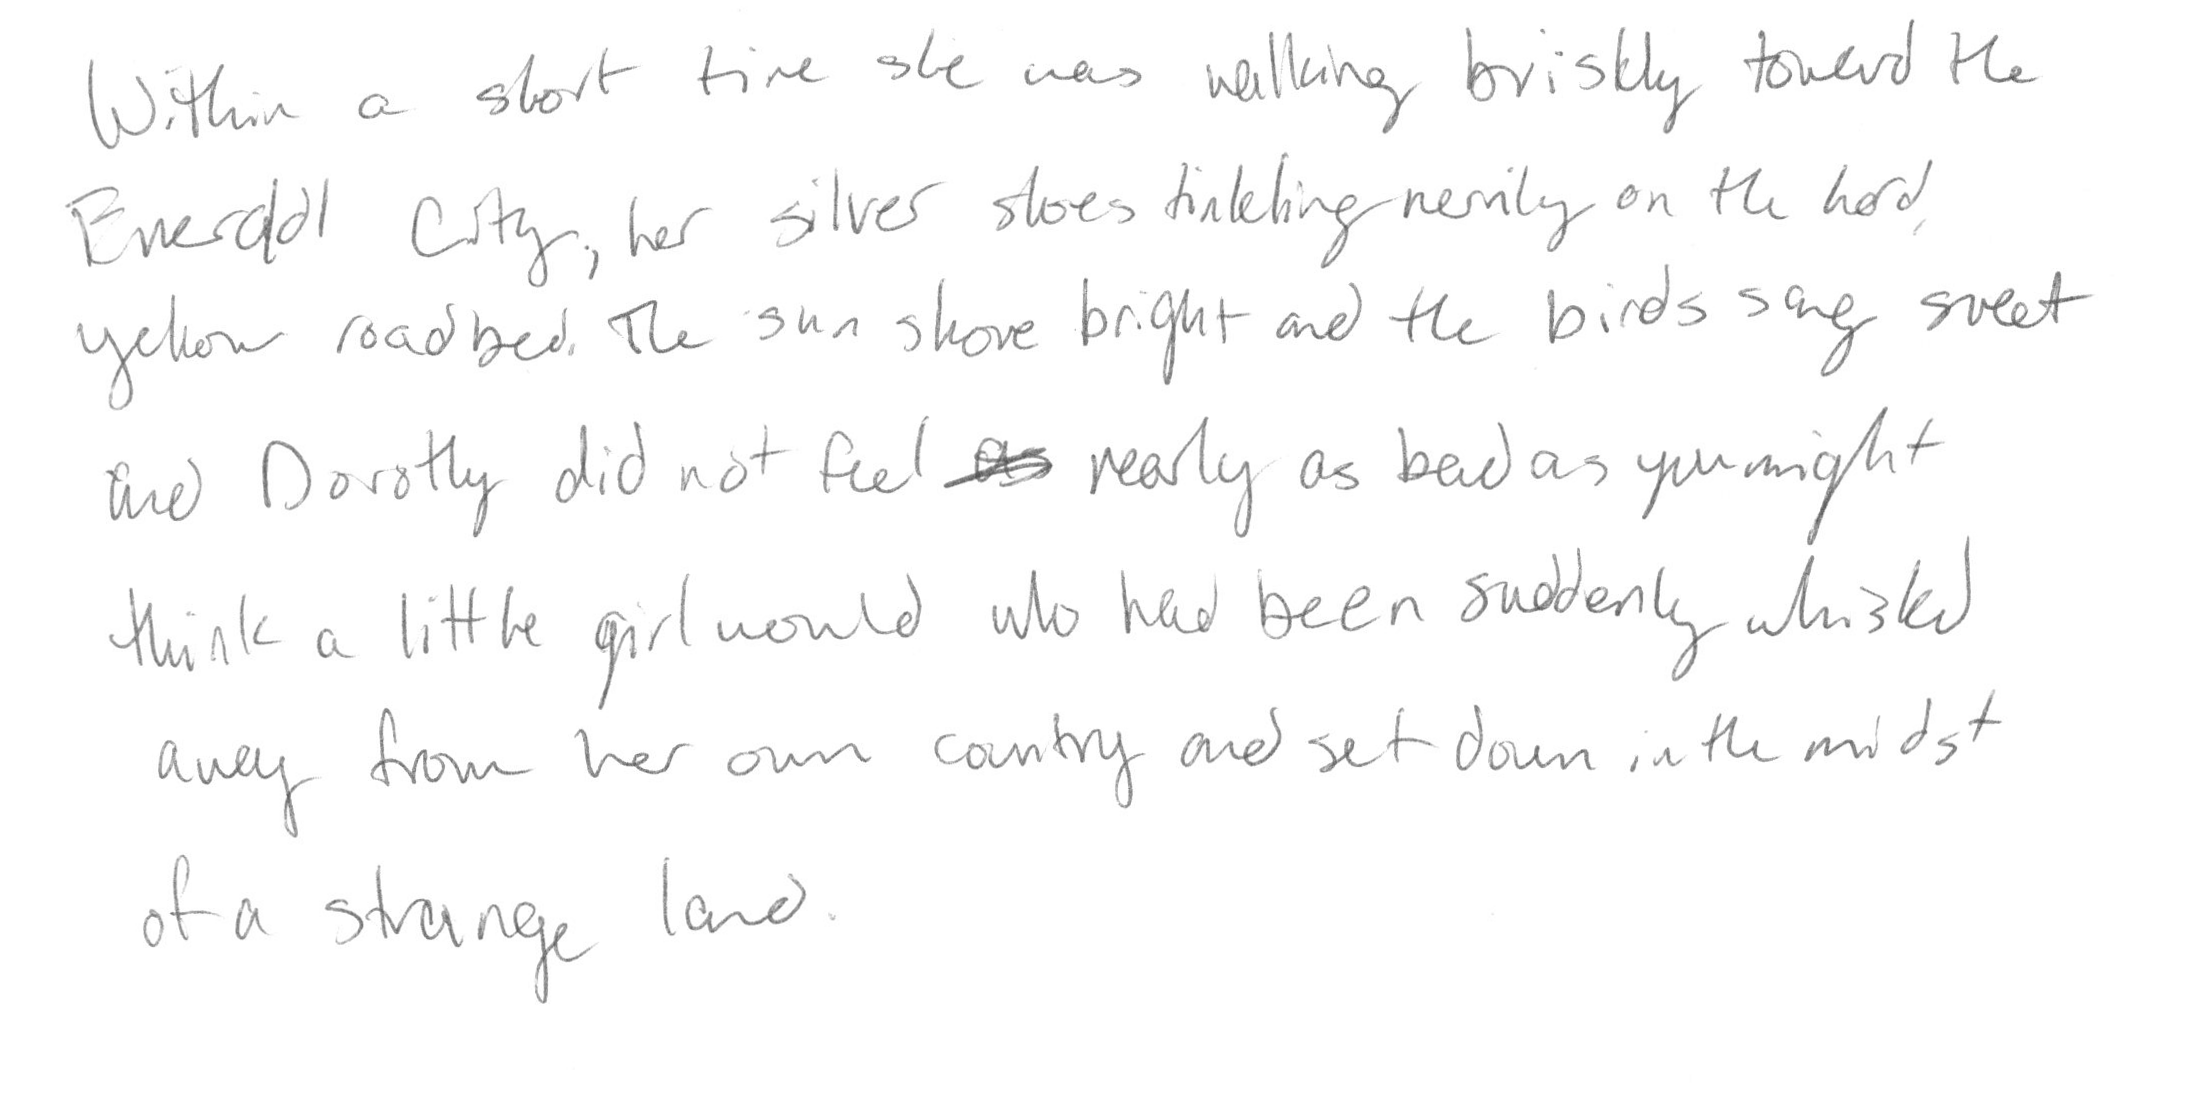 Within a short time she was walking briskly toward the
Emerald City, her silver shoes tinkling merrily on the hard,
yellow roadbed. The sun shone bright and the birds sang sweet
and Dorothy did not feel nearly as bad as you might
think a little girl would who had been suddenly whisked
away from her own country and set down in the midst
of a strange land.